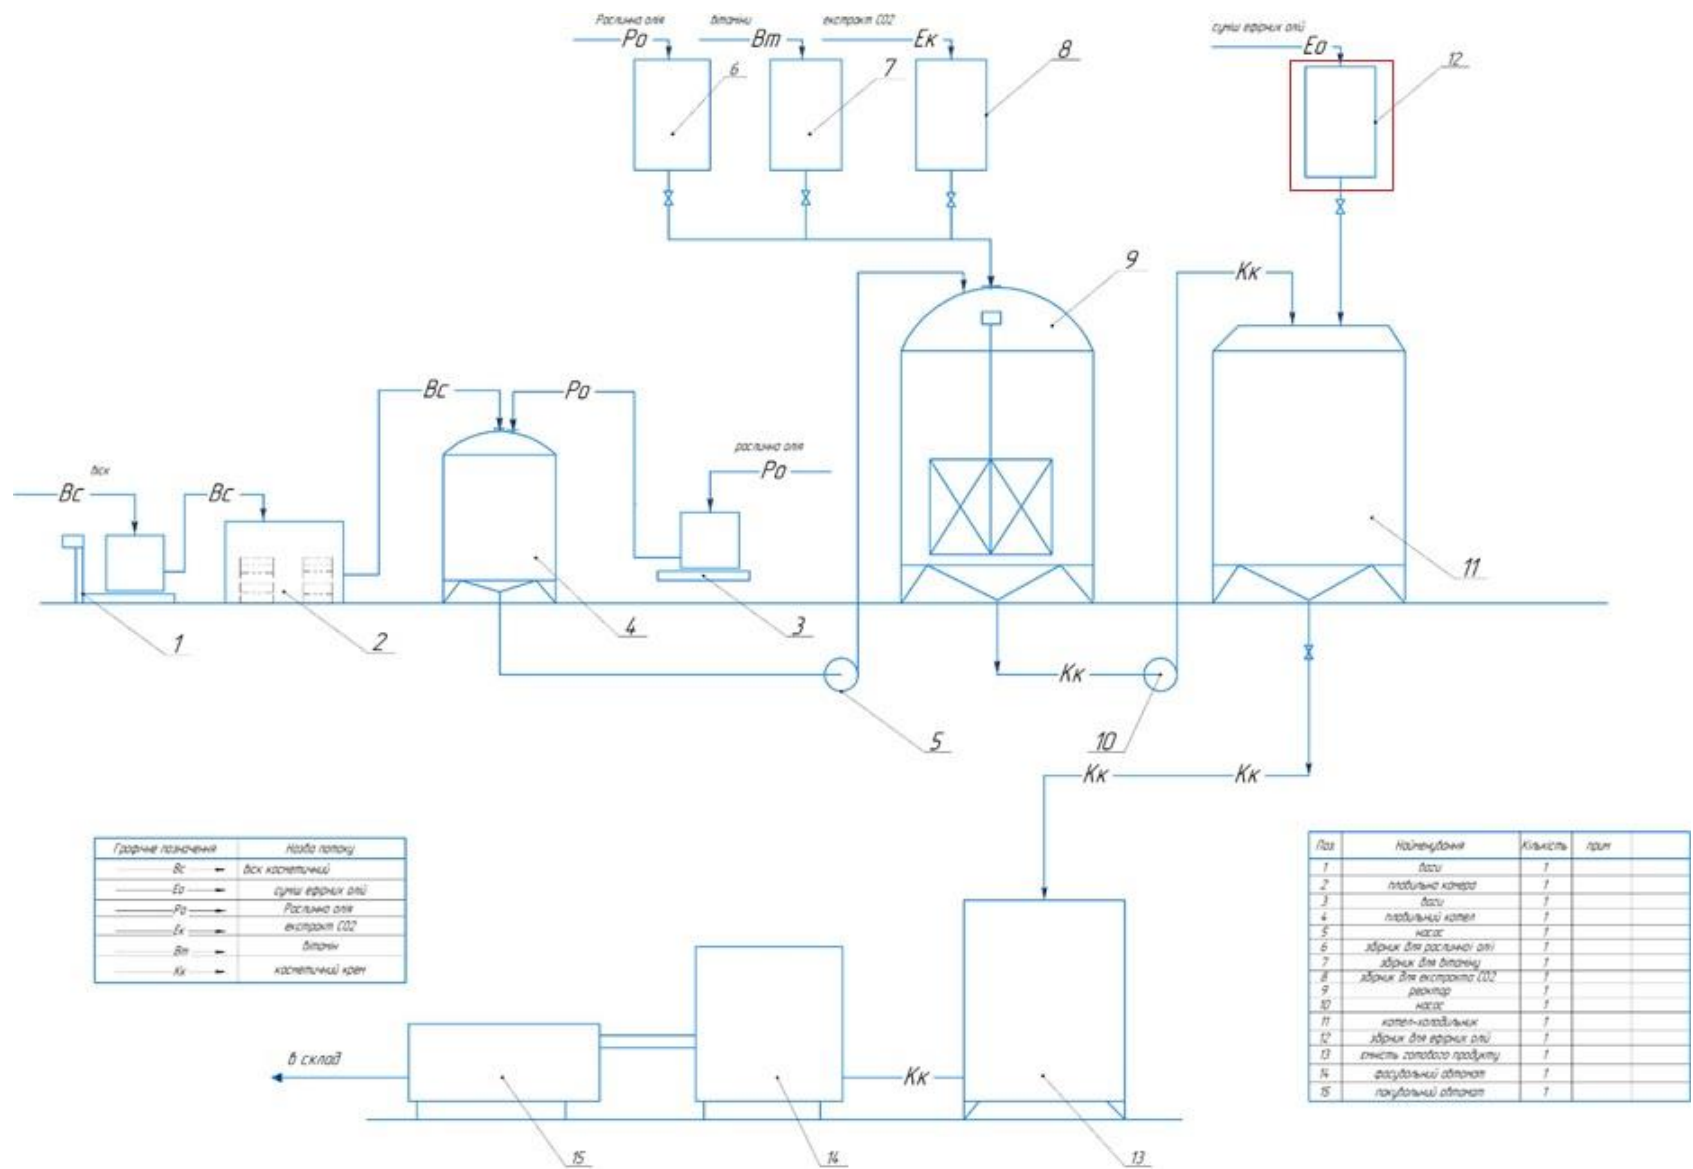 Рослинна олія
вітаміни
екстракт СО2
суміш ефірних олій
Ро
Вт
Ек
Ео
6
7
8
12
9
Кк
Вс
Ро
рослинна олія
Ро
віск
Вс
Вс
11
1
2
4
3
Кк
5
10
Кк
Кк
Графічне позначення Назва потоку
Вс віск косметичний
Ео суміш ефірних олій
Ро Рослинна олія
Ек екстракт СО2
Вт вітамін
Кк косметичний крем
Поз Найменування Кількість прим
1 ваги 1
2 плавильна камера 1
3 ваги 1
4 плавильний котел 1
5 насос 1
6 збірник для рослинної олії 1
7 збірник для вітаміну 1
8 збірник для екстракта СО2 1
9 реактор 1
10 насос 1
11 котел-холодильник 1
12 збірник для ефірних олій 1
13 ємність готового продукту 1
14 фасувальний автомат 1
15 пакувальний автомат 1
в склад
Кк
15
14
13